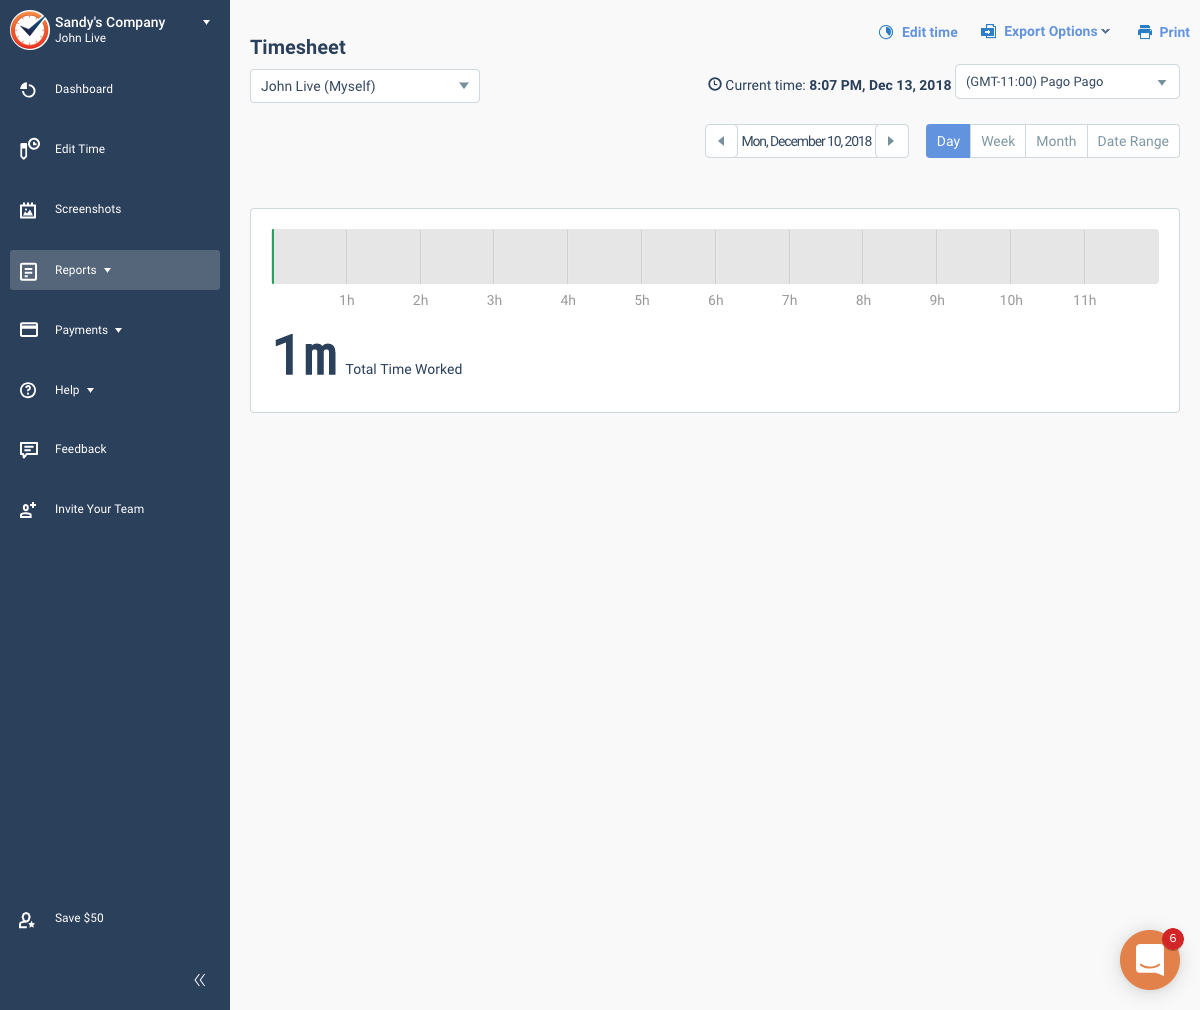 Sandy's Company
John Live
Dashboard
Edit Time
Screenshots
Reports
Payments
Help
Feedback
Invite Your Team
Save $50
Edit time
Export Options
Print
Timesheet
John Live (Myself)
Current time: 8:07 PM, Dec 13, 2018
(GMT-11:00) Pago Pago
Mon, December 10, 2018
Day
Week
Month
Date Range
1h 2h 3h 4h 5h 6h 7h 8h 9h 10h 11h
1m Total Time Worked
6